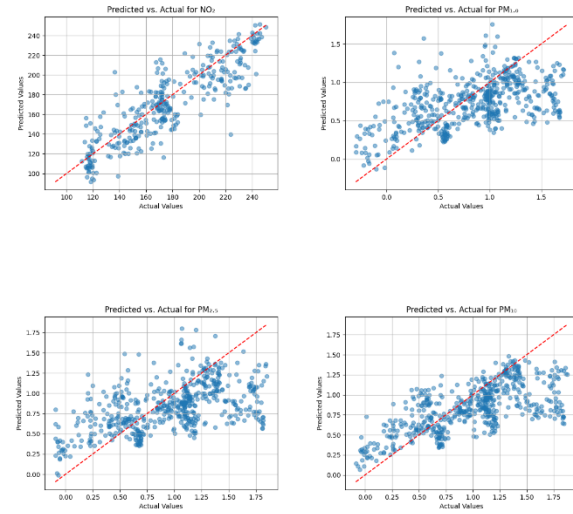 Predicted vs. Actual for NO₂
Predicted Values
240
220
200
180
160
140
120
100
100 120 140 160 180 200 220 240
Actual Values
Predicted vs. Actual for PM₁.₀
Predicted Values
1.5
1.0
0.5
0.0
0.0 0.5 1.0 1.5
Actual Values
Predicted vs. Actual for PM₂.₅
Predicted Values
1.75
1.50
1.25
1.00
0.75
0.50
0.25
0.00
0.00 0.25 0.50 0.75 1.00 1.25 1.50 1.75
Actual Values
Predicted vs. Actual for PM₁₀
Predicted Values
1.75
1.50
1.25
1.00
0.75
0.50
0.25
0.00
0.00 0.25 0.50 0.75 1.00 1.25 1.50 1.75
Actual Values